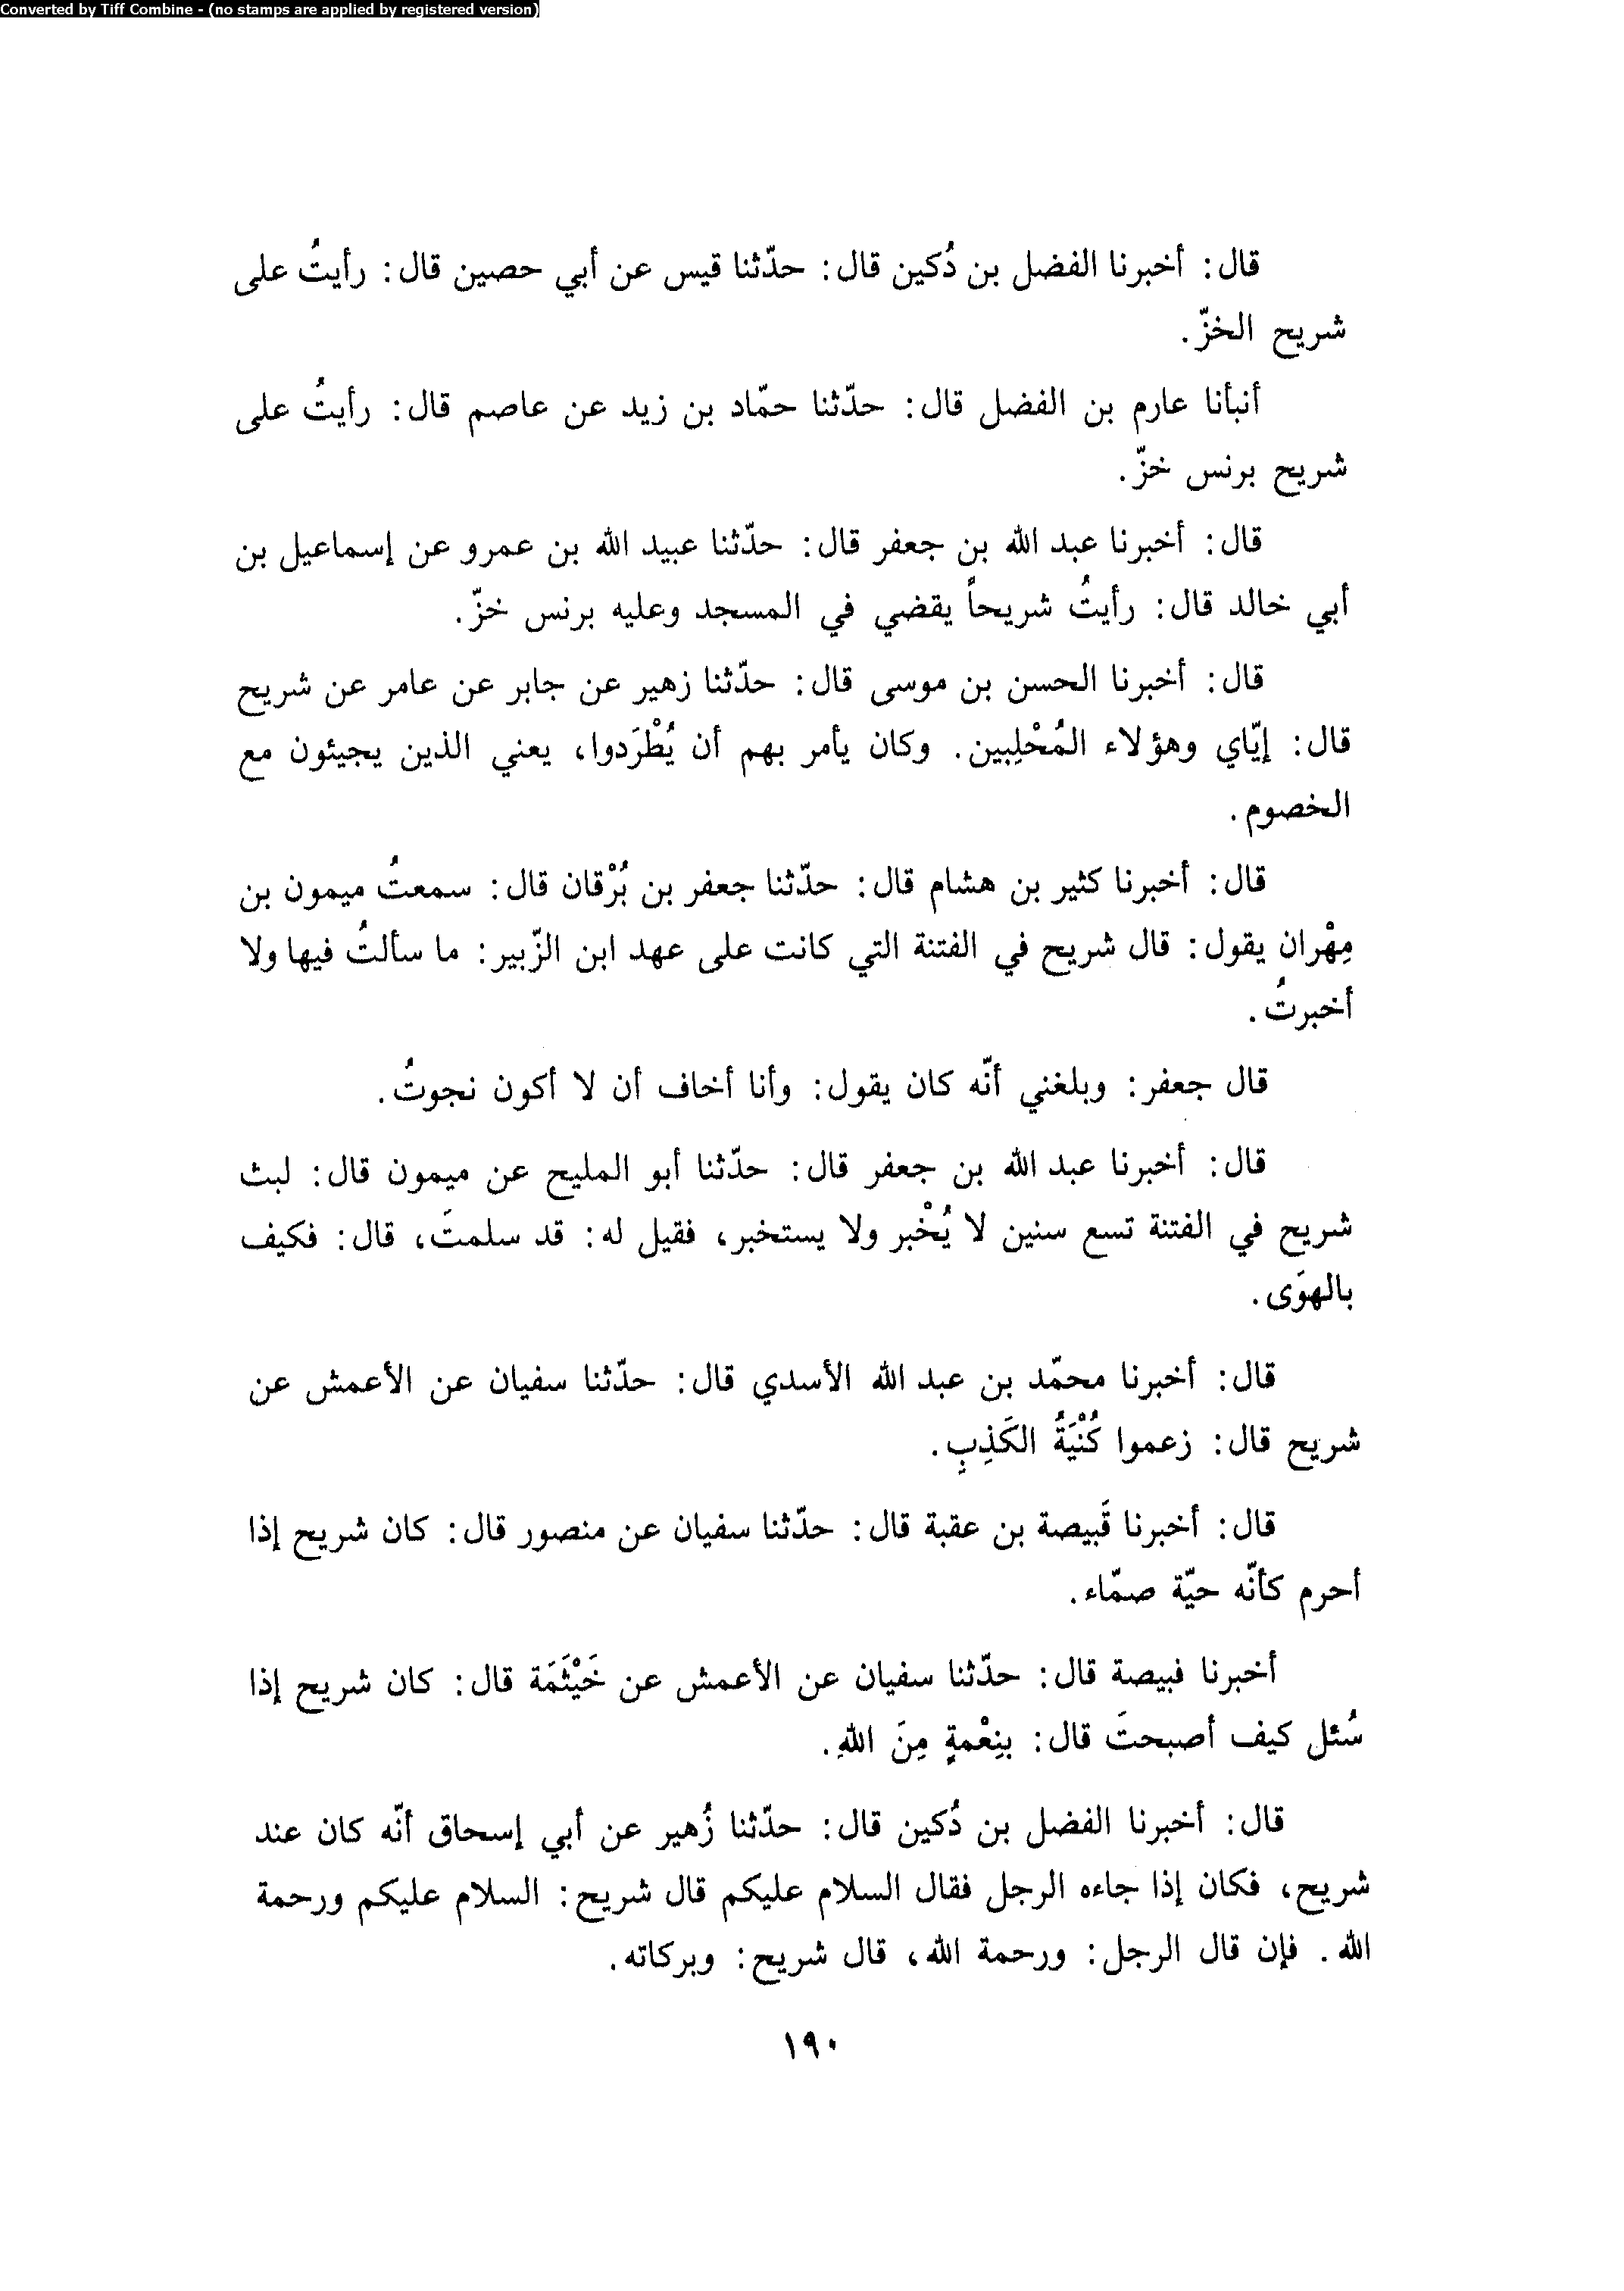 Converted by Tiff Combine - (no stamps are applied by registered version)
قال: أخبرنا الفضل بن دُكين قال: حدّثنا قيس عن أبي حصين قال: رأيتُ على
شريح الخزّ.
أنبأنا عارم بن الفضل قال: حدّثنا حمّاد بن زيد عن عاصم قال: رأيتُ على
شريح برنس خزّ.
قال: أخبرنا عبد الله بن جعفر قال: حدّثنا عبيد الله بن عمرو عن إسماعيل بن
أبي خالد قال: رأيتُ شريحاً يقضي في المسجد وعليه برنس خزّ.
قال: أخبرنا الحسن بن موسى قال: حدّثنا زهير عن جابر عن عامر عن شريح
قال: إيّاي وهؤلاء المُحْلِبين. وكان يأمر بهم أن يُطْرَدوا، يعني الذين يجيئون مع
الخصوم.
قال: أخبرنا كثير بن هشام قال: حدّثنا جعفر بن بُرْقان قال: سمعتُ ميمون بن
مِهْران يقول: قال شريح في الفتنة التي كانت على عهد ابن الزّبير: ما سألتُ فيها ولا
أخبرتُ.
قال جعفر: وبلغني أنّه كان يقول: وأنا أخاف أن لا أكون نجوتُ.
قال: أخبرنا عبد الله بن جعفر قال: حدّثنا أبو المليح عن ميمون قال: لبث
شريح في الفتنة تسع سنين لا يُخْبر ولا يستخبر، فقيل له: قد سلمتَ، قال: فكيف
بالهوَى.
قال: أخبرنا محمّد بن عبد الله الأسدي قال: حدّثنا سفيان عن الأعمش عن
شريح قال: زعموا كُنْيَةُ الكَذِبِ.
قال: أخبرنا قَبيصة بن عقبة قال: حدّثنا سفيان عن منصور قال: كان شريح إذا
أحرم كأنّه حيّة صمّاء.
أخبرنا فبيصة قال: حدّثنا سفيان عن الأعمش عن خَيْثَمَة قال: كان شريح إذا
سُئل كيف أصبحتَ قال: بنِعْمةٍ مِنَ اللهِ.
قال: أخبرنا الفضل بن دُكين قال: حدّثنا زُهير عن أبي إسحاق أنّه كان عند
شريح، فكان إذا جاءه الرجل فقال السلام عليكم قال شريح: السلام عليكم ورحمة
الله. فإن قال الرجل: ورحمة الله، قال شريح: وبركاته.
١٩٠